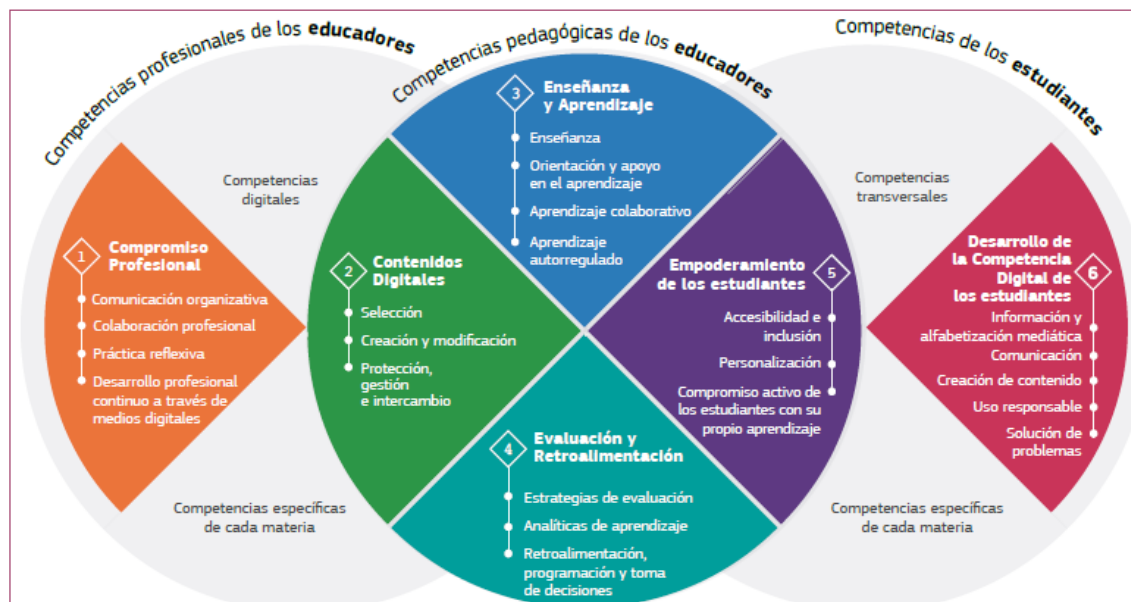 Competencias profesionales de los educadores
Competencias pedagógicas de los educadores
Competencias de los estudiantes
Competencias
digitales
1
Compromiso
Profesional
Comunicación organizativa
Colaboración profesional
Práctica reflexiva
Desarrollo profesional
continuo a través de
medios digitales
Competencias específicas
de cada materia
2
Contenidos
Digitales
Selección
Creación y modificación
Protección,
gestión
e intercambio
3
Enseñanza
y Aprendizaje
Enseñanza
Orientación y apoyo
en el aprendizaje
Aprendizaje colaborativo
Aprendizaje
autorregulado
4
Evaluación y
Retroalimentación
Estrategias de evaluación
Analíticas de aprendizaje
Retroalimentación,
programación y toma
de decisiones
Empoderamiento
de los estudiantes
5
Accesibilidad e
inclusión
Personalización
Compromiso activo de
los estudiantes con su
propio aprendizaje
Competencias
transversales
Desarrollo de
la Competencia
Digital de
los estudiantes
6
Información y
alfabetización mediática
Comunicación
Creación de contenido
Uso responsable
Solución de
problemas
Competencias específicas
de cada materia